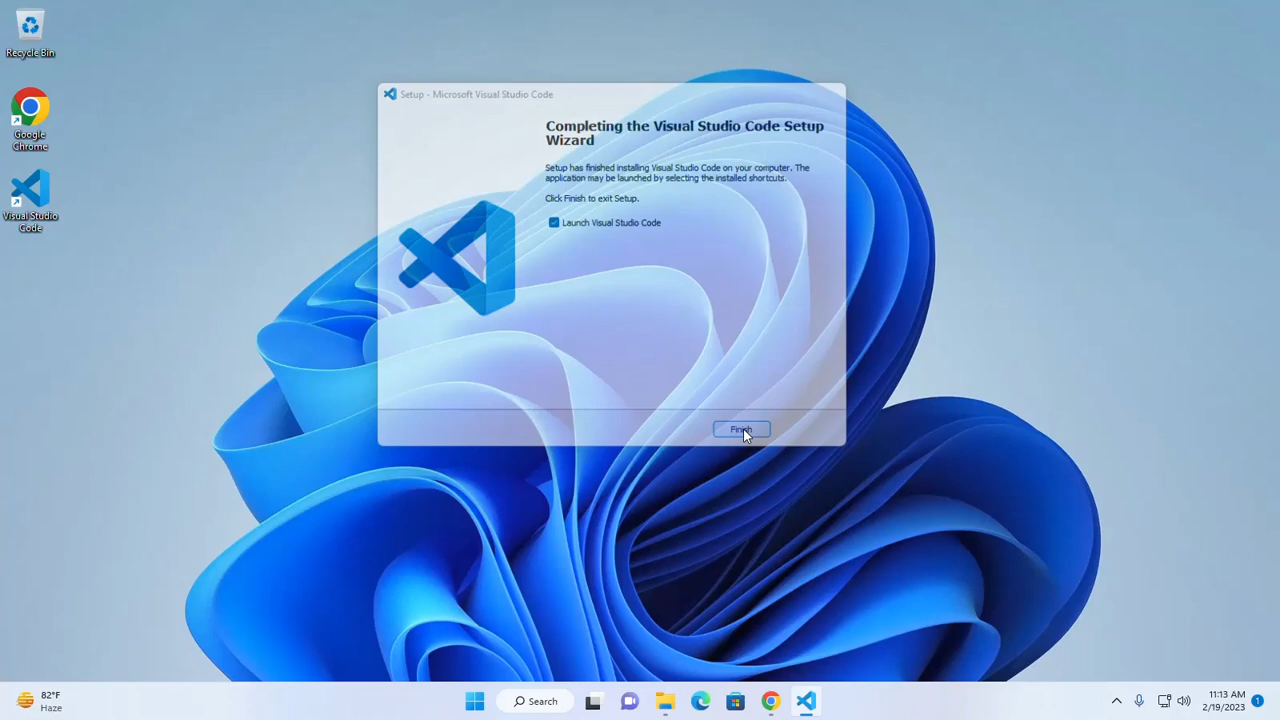 Recycle Bin
Google
Chrome
Visual Studio
Code
Setup - Microsoft Visual Studio Code
Completing the Visual Studio Code Setup
Wizard
Setup has finished installing Visual Studio Code on your computer. The
application may be launched by selecting the installed shortcuts.
Click Finish to exit Setup.
Launch Visual Studio Code
Finish
82°F
Haze
Search
11:13 AM
2/19/2023
1